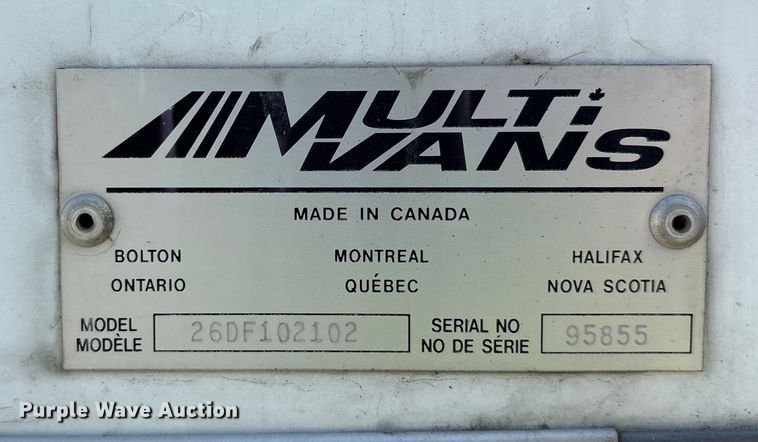 MULTi
VANS
MADE IN CANADA
BOLTON MONTREAL HALIFAX
ONTARIO QUÉBEC NOVA SCOTIA
MODEL 26DF102102 SERIAL NO 95855
MODÈLE NO DE SÉRIE
Purple Wave Auction